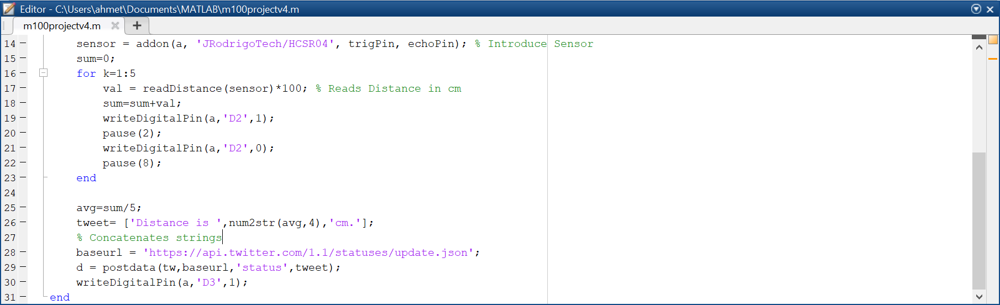 Editor - C:\Users\ahmet\Documents\MATLAB\m100projectv4.m
m100projectv4.m
14 sensor = addon(a, 'JRodrigoTech/HCSR04', trigPin, echoPin); % Introduce Sensor
15 sum=0;
16 for k=1:5
17 val = readDistance(sensor)*100; % Reads Distance in cm
18 sum=sum+val;
19 writeDigitalPin(a,'D2',1);
20 pause(2);
21 writeDigitalPin(a,'D2',0);
22 pause(8);
23 end
24
25 avg=sum/5;
26 tweet= ['Distance is ',num2str(avg,4),'cm.'];
27 % Concatenates strings
28 baseurl = 'https://api.twitter.com/1.1/statuses/update.json';
29 d = postdata(tw,baseurl,'status',tweet);
30 writeDigitalPin(a,'D3',1);
31 end